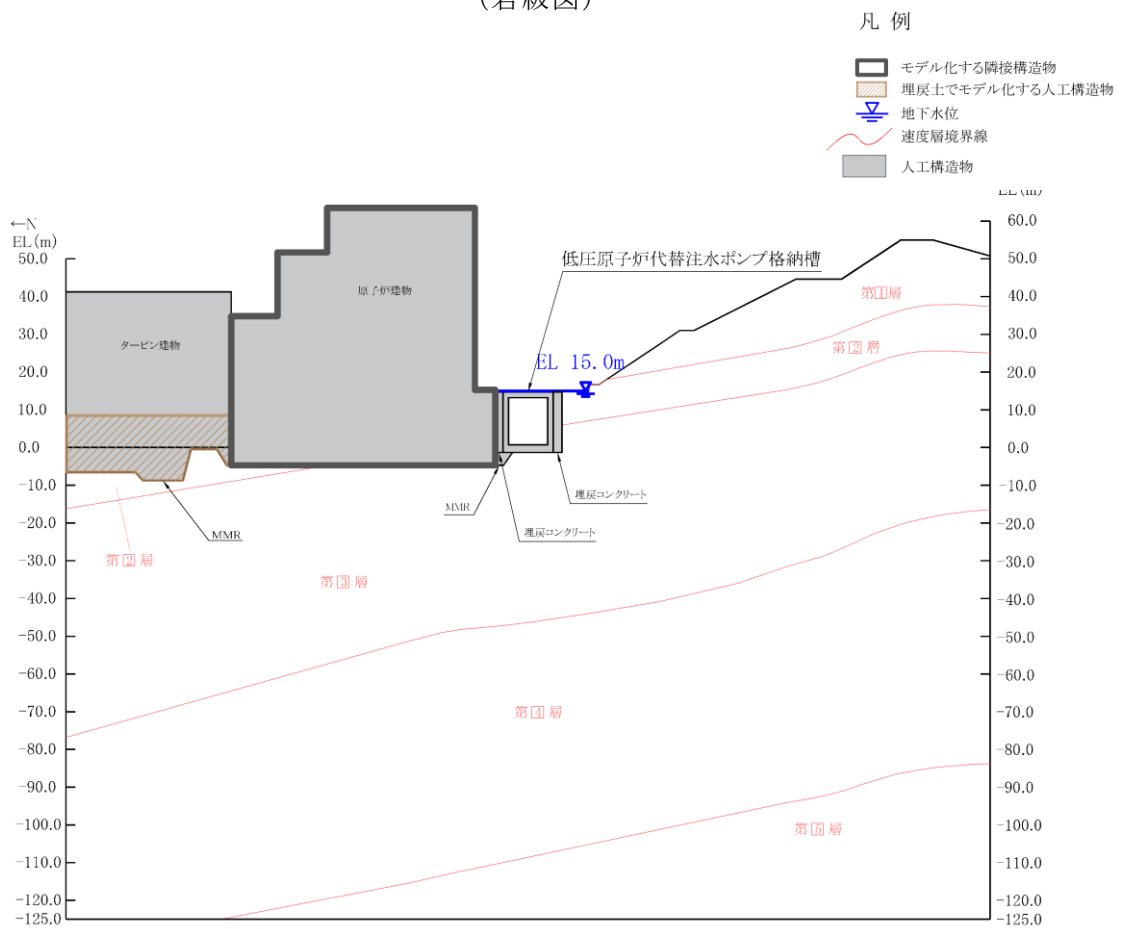 (岩級図)
凡 例
モデル化する隣接構造物
埋戻土でモデル化する人工構造物
地下水位
速度層境界線
人工構造物
←N
EL(m)
50.0
40.0
30.0
20.0
10.0
0.0
-10.0
-20.0
-30.0
-40.0
-50.0
-60.0
-70.0
-80.0
-90.0
-100.0
-110.0
-120.0
-125.0
タービン建物
原子炉建物
低圧原子炉代替注水ポンプ格納槽
EL 15.0m
第1層
第2層
MMR
埋戻コンクリート
埋戻コンクリート
MMR
第2層
第3層
第4層
第5層
EL(m)
60.0
50.0
40.0
30.0
20.0
10.0
0.0
-10.0
-20.0
-30.0
-40.0
-50.0
-60.0
-70.0
-80.0
-90.0
-100.0
-110.0
-120.0
-125.0